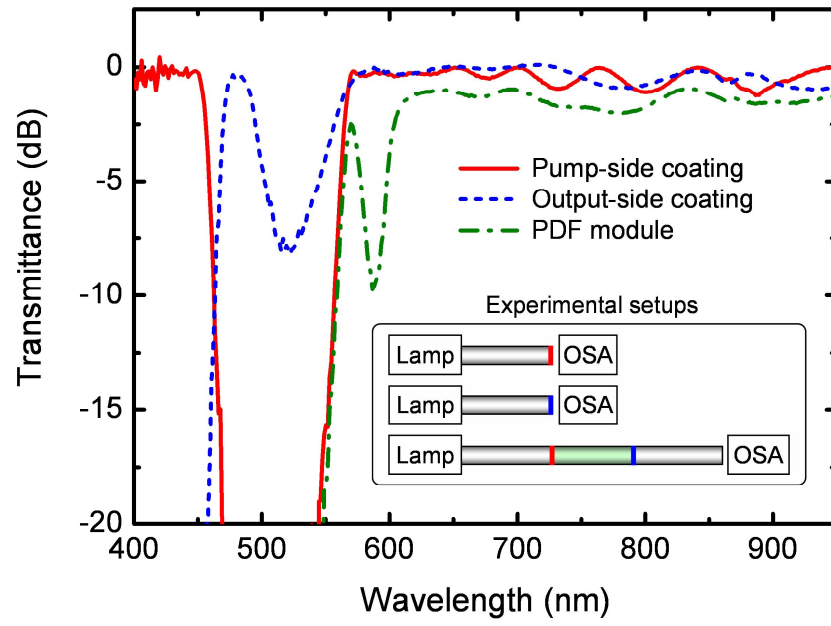 0
-5
-10
-15
-20
400
500
600
700
800
900
Transmittance (dB)
Wavelength (nm)
Pump-side coating
Output-side coating
PDF module
Experimental setups
Lamp
OSA
Lamp
OSA
Lamp
OSA